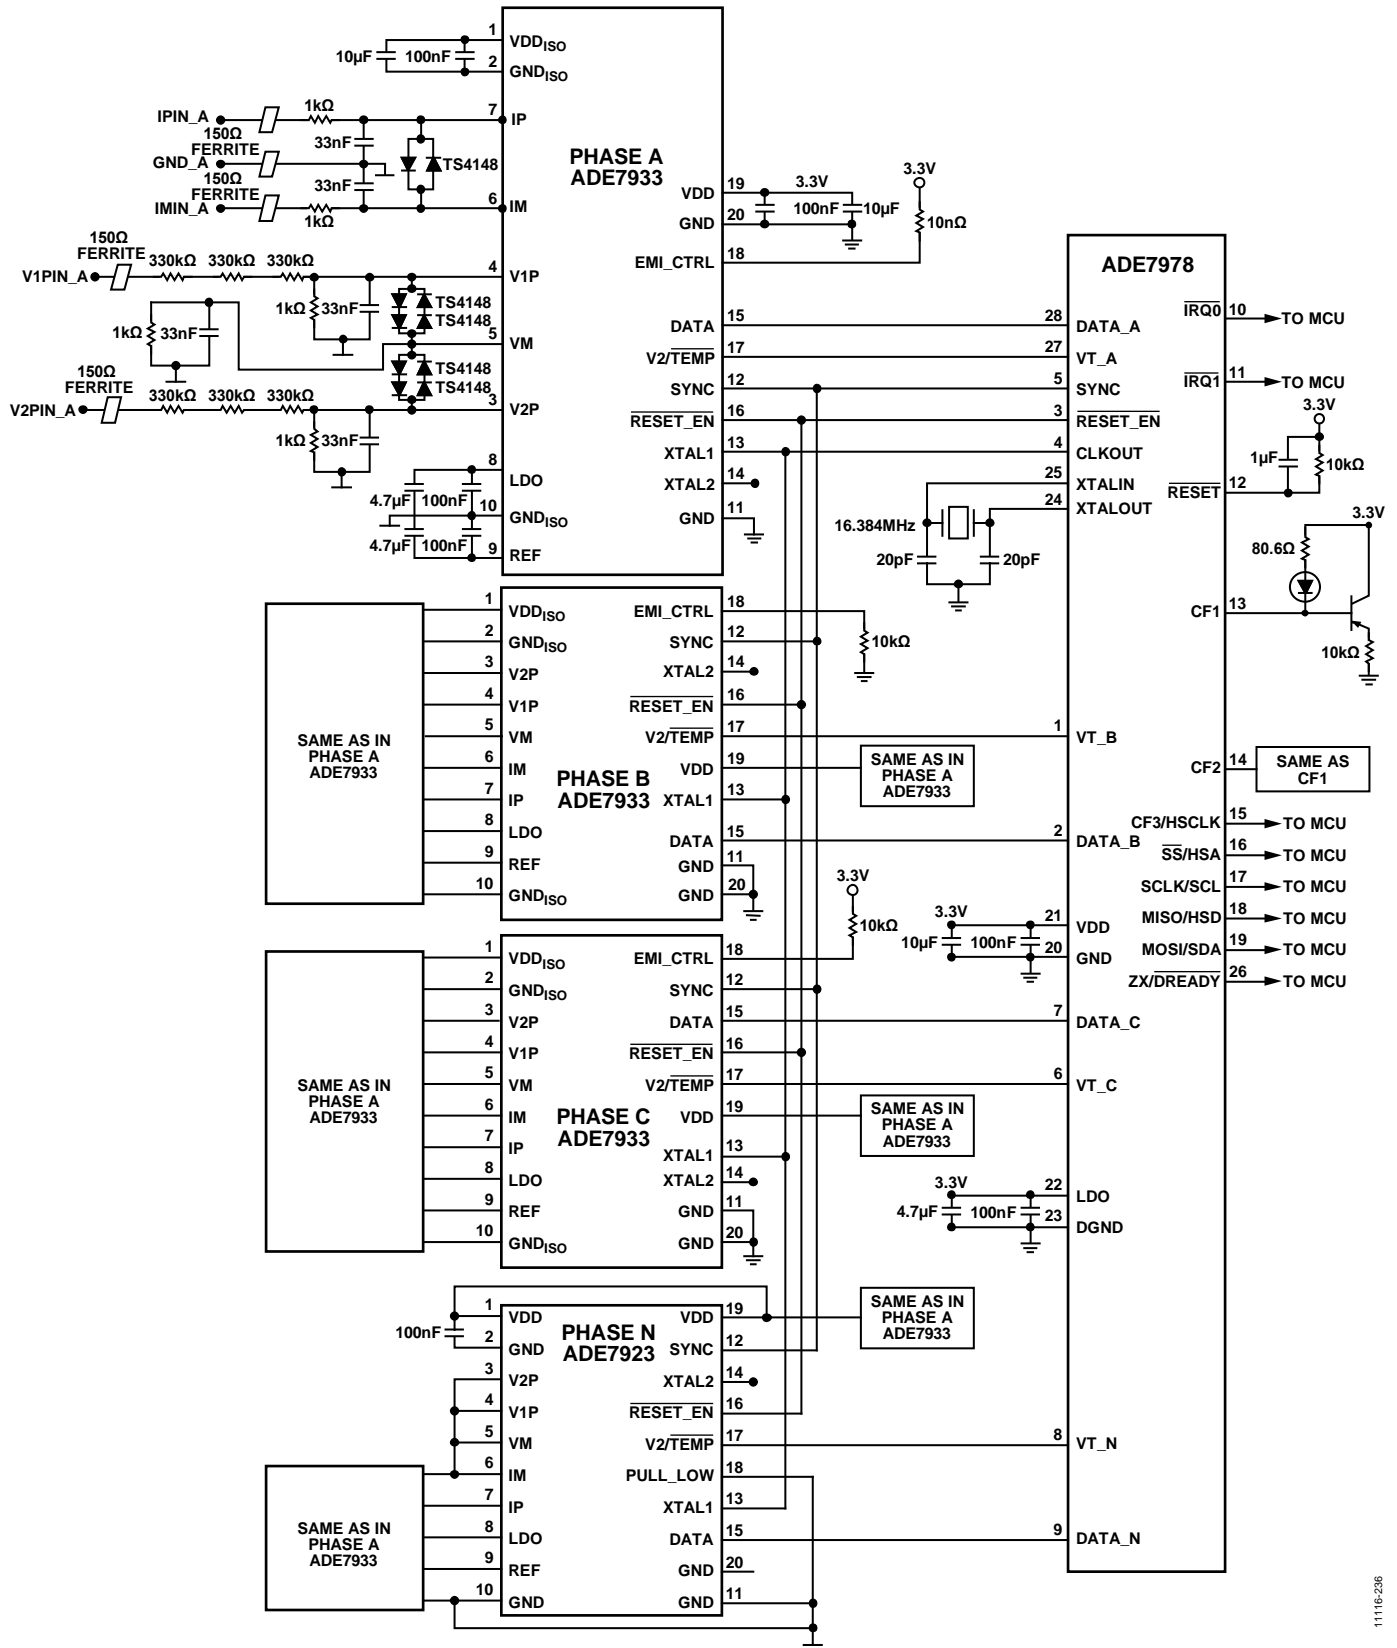 1
VDDISO
10µF
100nF
2
GNDISO
IPIN_A
1kΩ
7
IP
150Ω
FERRITE
33nF
GND_A
TS4148
150Ω
FERRITE
33nF
IMIN_A
1kΩ
6
IM
PHASE A
ADE7933
VDD
19
3.3V
100nF
10µF
GND
20
3.3V
10nΩ
EMI_CTRL
18
150Ω
FERRITE
V1PIN_A
330kΩ
330kΩ
330kΩ
4
V1P
1kΩ
33nF
TS4148
TS4148
1kΩ
33nF
5
VM
TS4148
TS4148
150Ω
FERRITE
V2PIN_A
330kΩ
330kΩ
330kΩ
3
V2P
1kΩ
33nF
8
LDO
4.7µF
100nF
10
GNDISO
4.7µF
100nF
9
REF
DATA
15
V2/TEMP
17
SYNC
12
RESET_EN
16
XTAL1
13
XTAL2
14
GND
11
ADE7978
28
DATA_A
27
VT_A
5
SYNC
3
RESET_EN
4
CLKOUT
25
XTALIN
24
XTALOUT
16.384MHz
20pF
20pF
IRQ0
10
TO MCU
IRQ1
11
TO MCU
3.3V
1µF
10kΩ
RESET
12
3.3V
80.6Ω
CF1
13
10kΩ
SAME AS IN
PHASE A
ADE7933
1
VDDISO
2
GNDISO
3
V2P
4
V1P
5
VM
6
IM
7
IP
8
LDO
9
REF
10
GNDISO
PHASE B
ADE7933
EMI_CTRL
18
10kΩ
SYNC
12
XTAL2
14
RESET_EN
16
V2/TEMP
17
VDD
19
SAME AS IN
PHASE A
ADE7933
XTAL1
13
DATA
15
GND
11
GND
20
1
VT_B
2
DATA_B
CF2
14
SAME AS
CF1
CF3/HSCLK
15
TO MCU
SS/HSA
16
TO MCU
SCLK/SCL
17
TO MCU
MISO/HSD
18
TO MCU
MOSI/SDA
19
TO MCU
ZX/DREADY
26
TO MCU
3.3V
10µF
100nF
21
VDD
20
GND
SAME AS IN
PHASE A
ADE7933
1
VDDISO
2
GNDISO
3
V2P
4
V1P
5
VM
6
IM
7
IP
8
LDO
9
REF
10
GNDISO
PHASE C
ADE7933
3.3V
10kΩ
EMI_CTRL
18
SYNC
12
DATA
15
RESET_EN
16
V2/TEMP
17
VDD
19
SAME AS IN
PHASE A
ADE7933
XTAL1
13
XTAL2
14
GND
11
GND
20
7
DATA_C
6
VT_C
3.3V
4.7µF
100nF
22
LDO
23
DGND
100nF
1
VDD
2
GND
3
V2P
4
V1P
5
VM
6
IM
7
IP
8
LDO
9
REF
10
GND
SAME AS IN
PHASE A
ADE7933
PHASE N
ADE7923
VDD
19
SAME AS IN
PHASE A
ADE7933
SYNC
12
XTAL2
14
RESET_EN
16
V2/TEMP
17
PULL_LOW
18
XTAL1
13
DATA
15
GND
20
GND
11
8
VT_N
9
DATA_N
11116-236